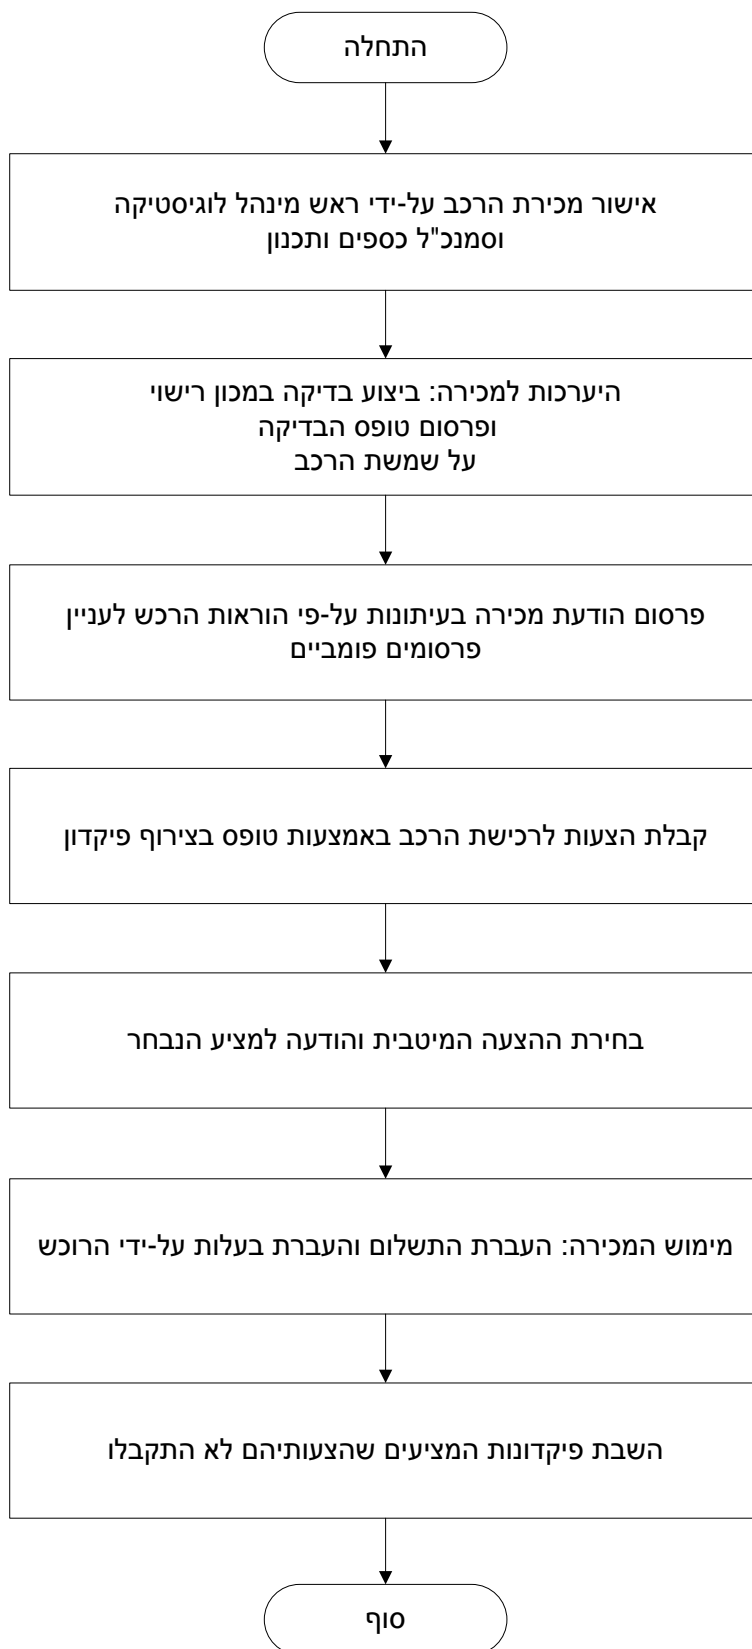 התחלה
אישור מכירת הרכב על-ידי ראש מינהל לוגיסטיקה
וסמנכ"ל כספים ותכנון
היערכות למכירה: ביצוע בדיקה במכון רישוי
ופרסום טופס הבדיקה
על שמשת הרכב
פרסום הודעת מכירה בעיתונות על-פי הוראות הרכש לעניין
פרסומים פומביים
קבלת הצעות לרכישת הרכב באמצעות טופס בצירוף פיקדון
בחירת ההצעה המיטבית והודעה למציע הנבחר
מימוש המכירה: העברת התשלום והעברת בעלות על-ידי הרוכש
השבת פיקדונות המציעים שהצעותיהם לא התקבלו
סוף